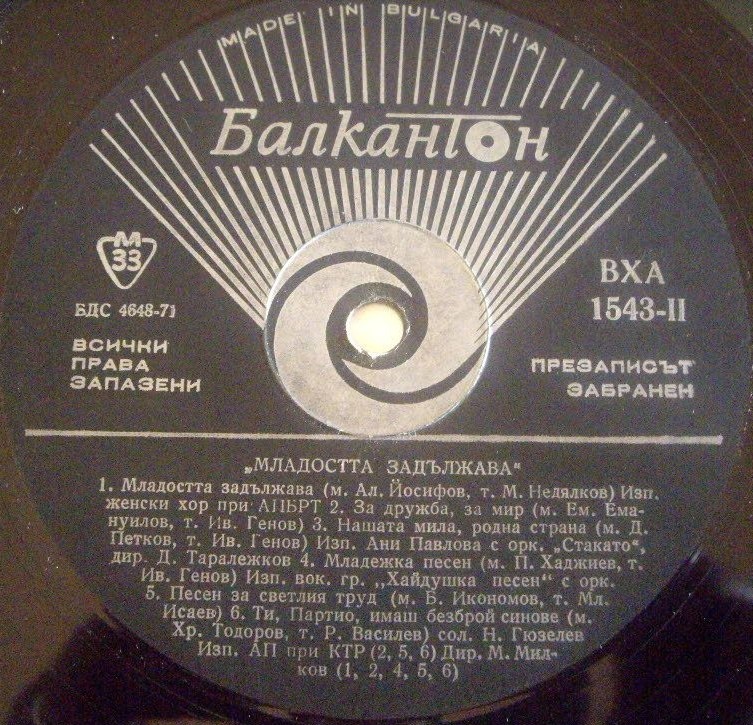 MADE IN BULGARIA
Балкантон
М
33
БДС 4648-71
ВСИЧКИ
ПРАВА
ЗАПАЗЕНИ
ВХА
1543-II
ПРЕЗАПИСЪТ
ЗАБРАНЕН
„МЛАДОСТТА ЗАДЪЛЖАВА“
1. Младостта задължава (м. Ал. Йосифов, т. М. Недялков) Изп.
женски хор при АПБРТ 2. За дружба, за мир (м. Ем. Ема-
нуилов, т. Ив. Генов) 3. Нашата мила, родна страна (м. Д.
Петков, т. Ив. Генов) Изп. Ани Павлова с орк. „Стакато“,
дир. Д. Таралежков 4. Младежка песен (м. П. Хаджиев, т.
Ив. Генов) Изп. вок. гр. „Хайдушка песен“ с орк.
5. Песен за светлия труд (м. Б. Икономов, т. Мл.
Исаев) 6. Ти, Партио, имаш безброй синове (м.
Хр. Тодоров, т. Р. Василев) сол. Н. Гюзелев
Изп. АП при КТР (2, 5, 6) Дир. М. Мил-
ков (1, 2, 4, 5, 6)